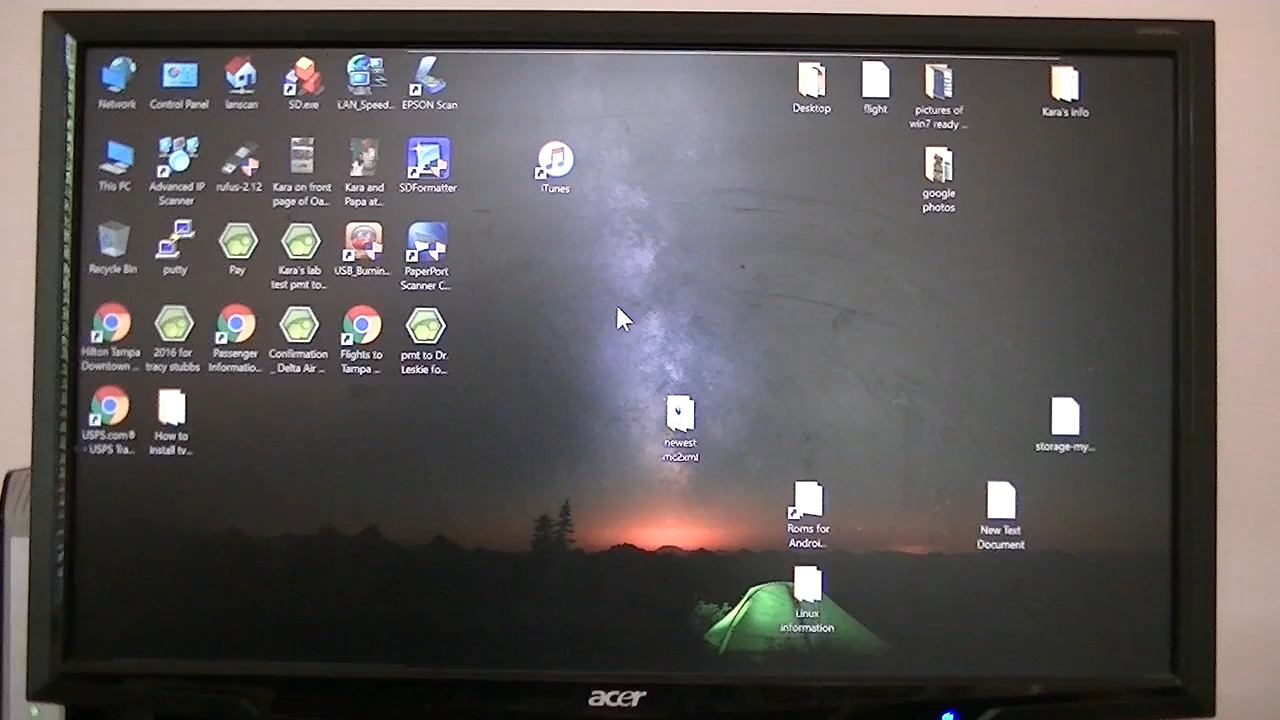 Network
Control Panel
lanscan
SD.exe
LAN_Speed...
EPSON Scan
Desktop
flight
pictures of
win7 ready ...
Kara's info
This PC
Advanced IP
Scanner
rufus-2.12
Kara on front
page of Oa...
Kara and
Papa at...
SDFormatter
iTunes
google
photos
Recycle Bin
putty
Pay
Kara's lab
test pmt to...
USB_Burnin...
PaperPort
Scanner C...
Hilton Tampa
Downtown ...
2016 for
tracy stubbs
Passenger
Informatio...
Confirmation
_ Delta Air ...
Flights to
Tampa ...
pmt to Dr.
Leskie fo...
USPS.com®
- USPS Tra...
How to
install tv...
newest
mc2xml
storage-my...
Roms for
Androi...
New Text
Document
Linux
information
acer